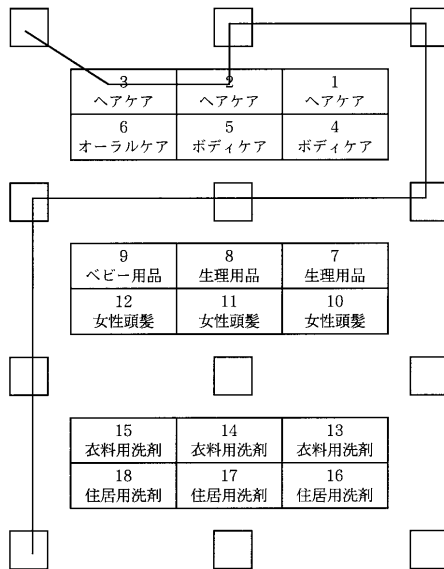 3 2 1
ヘアケア ヘアケア ヘアケア
6 5 4
オーラルケア ボディケア ボディケア
9 8 7
ベビー用品 生理用品 生理用品
12 11 10
女性頭髪 女性頭髪 女性頭髪
15 14 13
衣料用洗剤 衣料用洗剤 衣料用洗剤
18 17 16
住居用洗剤 住居用洗剤 住居用洗剤